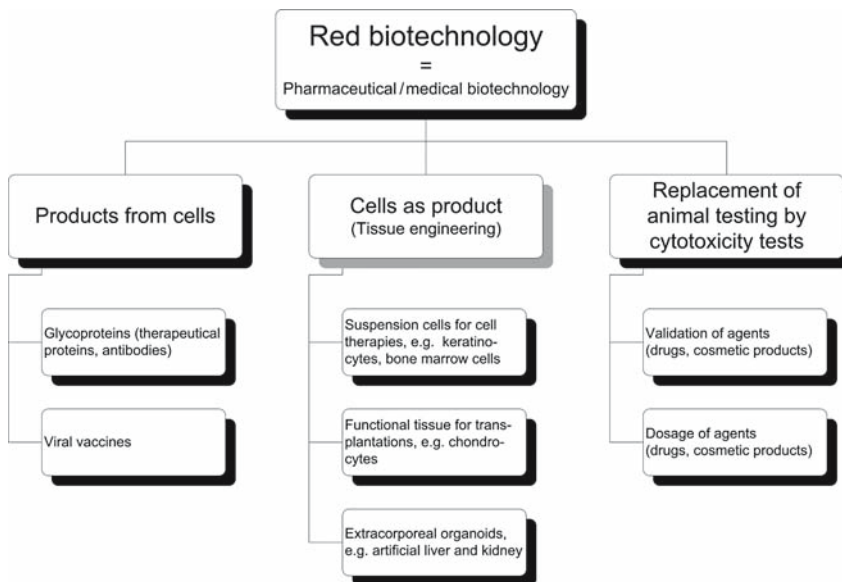 Red biotechnology
=
Pharmaceutical/medical biotechnology
Products from cells
Glycoproteins (therapeutical
proteins, antibodies)
Viral vaccines
Cells as product
(Tissue engineering)
Suspension cells for cell
therapies, e.g. keratino-
cytes, bone marrow cells
Functional tissue for trans-
plantations, e.g. chondro-
cytes
Extracorporeal organoids,
e.g. artificial liver and kidney
Replacement of
animal testing by
cytotoxicity tests
Validation of agents
(drugs, cosmetic products)
Dosage of agents
(drugs, cosmetic products)